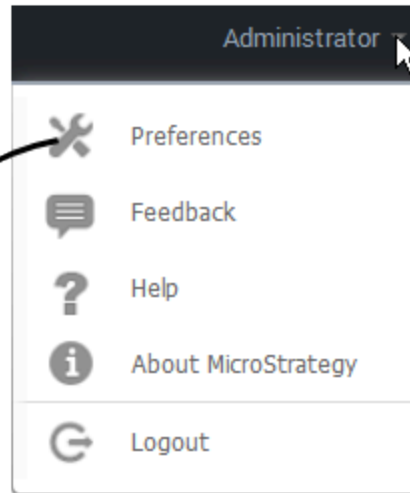 Administrator
Preferences
Feedback
Help
About MicroStrategy
Logout